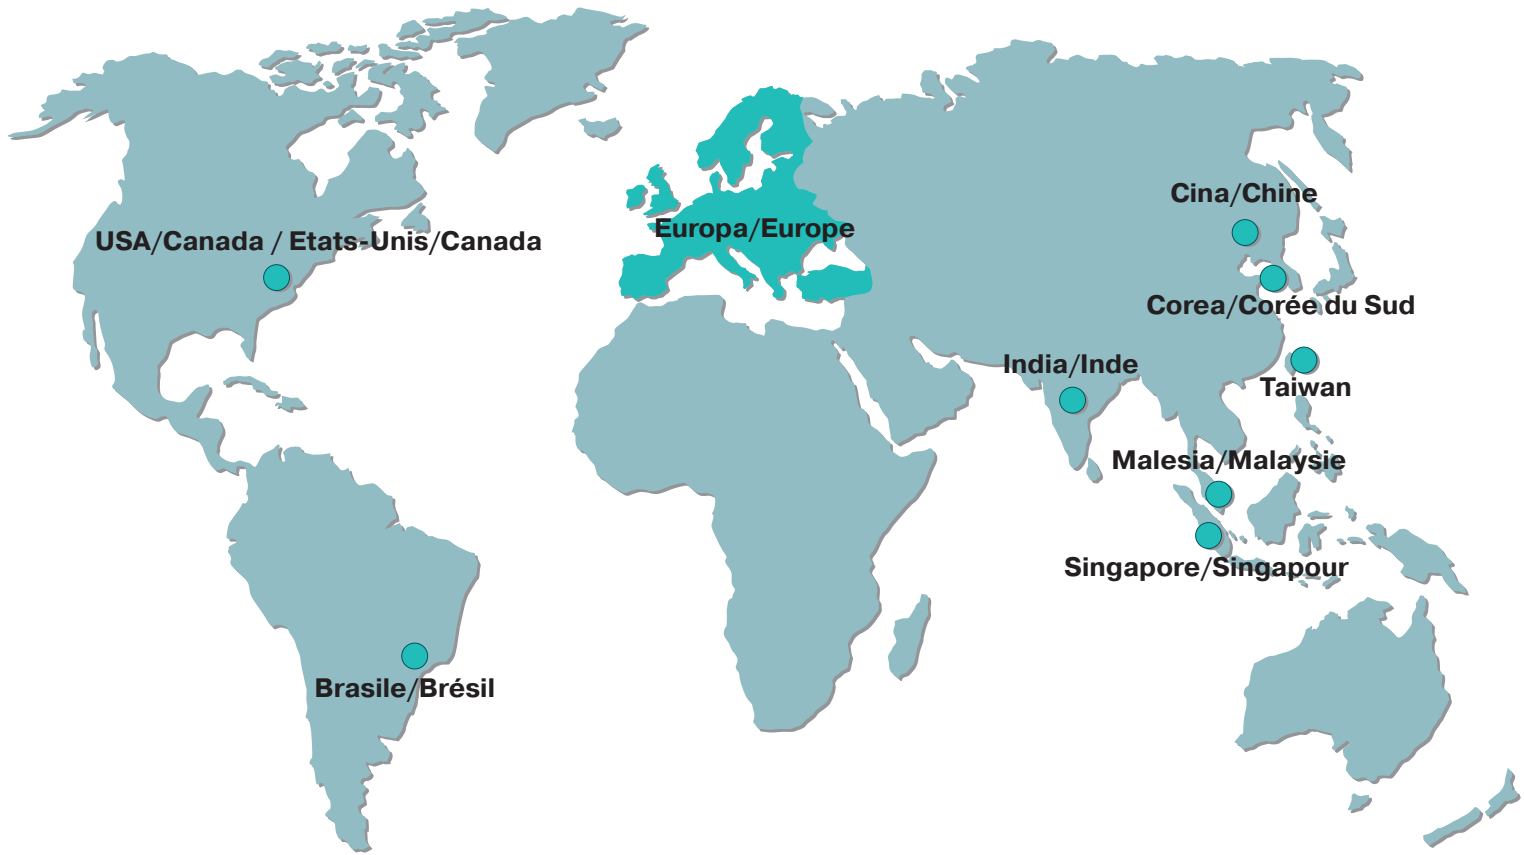 Cina/Chine
Europa/Europe
USA/Canada / Etats-Unis/Canada
Corea/Corée du Sud
India/Inde
Taiwan
Malesia/Malaysie
Singapore/Singapour
Brasile/Brésil